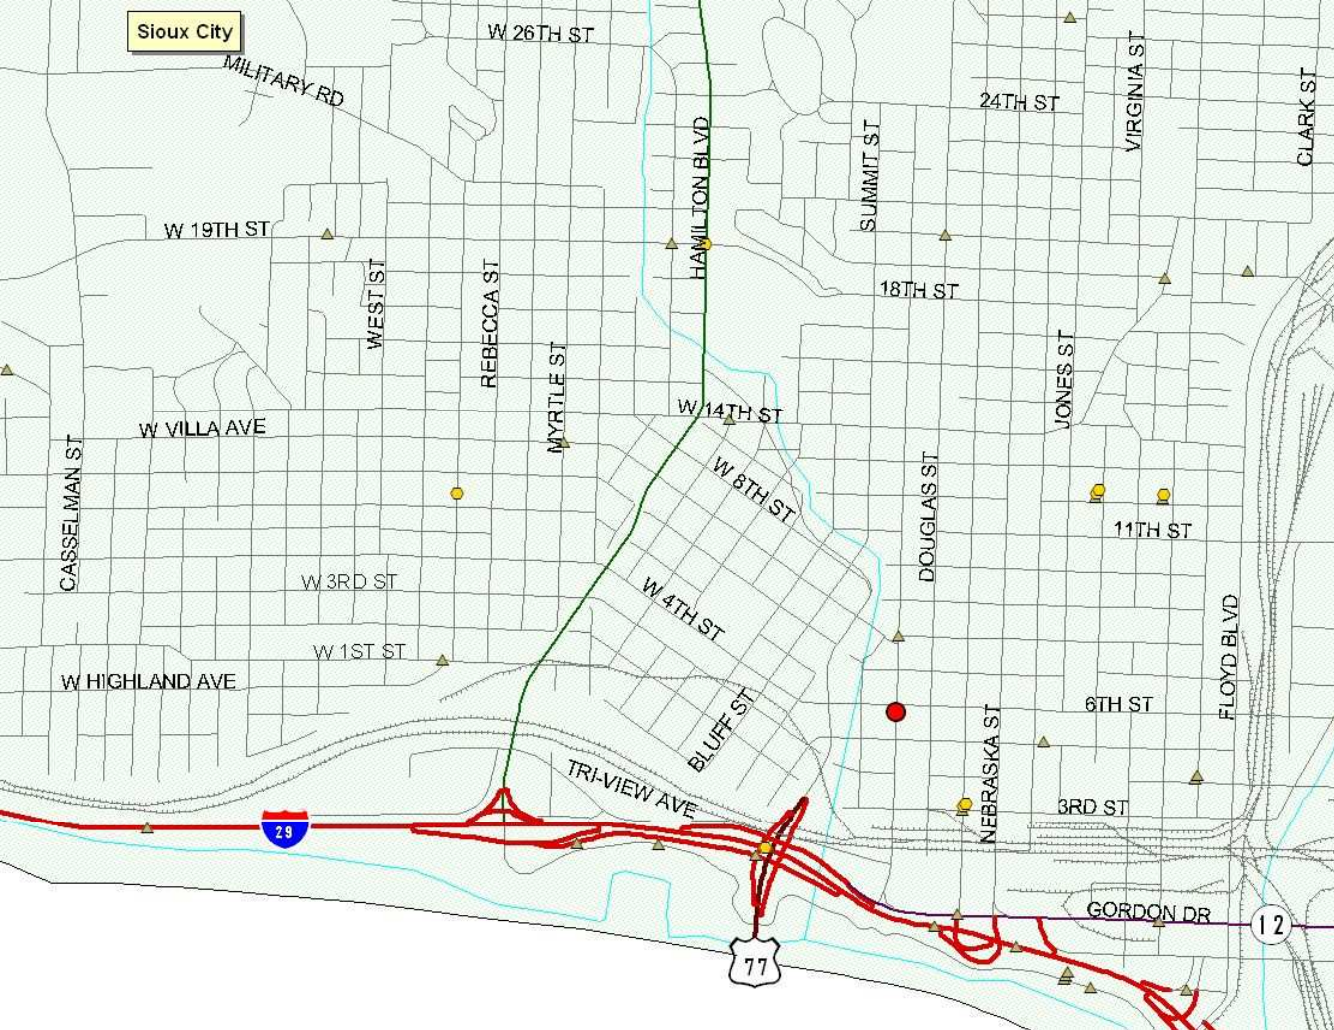 Sioux City
W 26TH ST
MILITARY RD
VIRGINIA ST
24TH ST
CLARK ST
HAMILTON BLVD
SUMMIT ST
W 19TH ST
WEST ST
REBECCA ST
18TH ST
MYRTLE ST
JONES ST
W 14TH ST
W VILLA AVE
CASSELMAN ST
W 8TH ST
DOUGLAS ST
11TH ST
W 3RD ST
W 4TH ST
FLOYD BLVD
W 1ST ST
W HIGHLAND AVE
BLUFF ST
6TH ST
NEBRASKA ST
TRI-VIEW AVE
3RD ST
29
GORDON DR
12
77